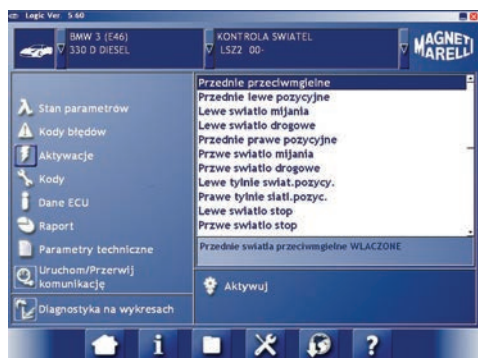 Logic Ver 5.60
BMW 3 (E46)
330 D DIESEL
KONTROLA SWIATEL
LSZ2 00-
MAGNETI
MARELLI
λ Stan parametrów
Kody błędów
Aktywacje
Kody
Dane ECU
Raport
Parametry techniczne
Uruchom/Przerwij
komunikację
Diagnostyka na wykresach
Przednie przeciwmgielne
Przednie lewe pozycyjne
Lewe swiatlo mijania
Lewe swiatlo drogowe
Przednie prawe pozycyjne
Przwe swiatlo mijania
Przwe swiatlo drogowe
Lewe tylnie swiat.pozycy.
Prawe tylnie siatl.pozyc.
Lewe swiatlo stop
Przwe swiatlo stop
Przednie swiatla przeciwmgielne WLACZONE
Aktywuj
i
?